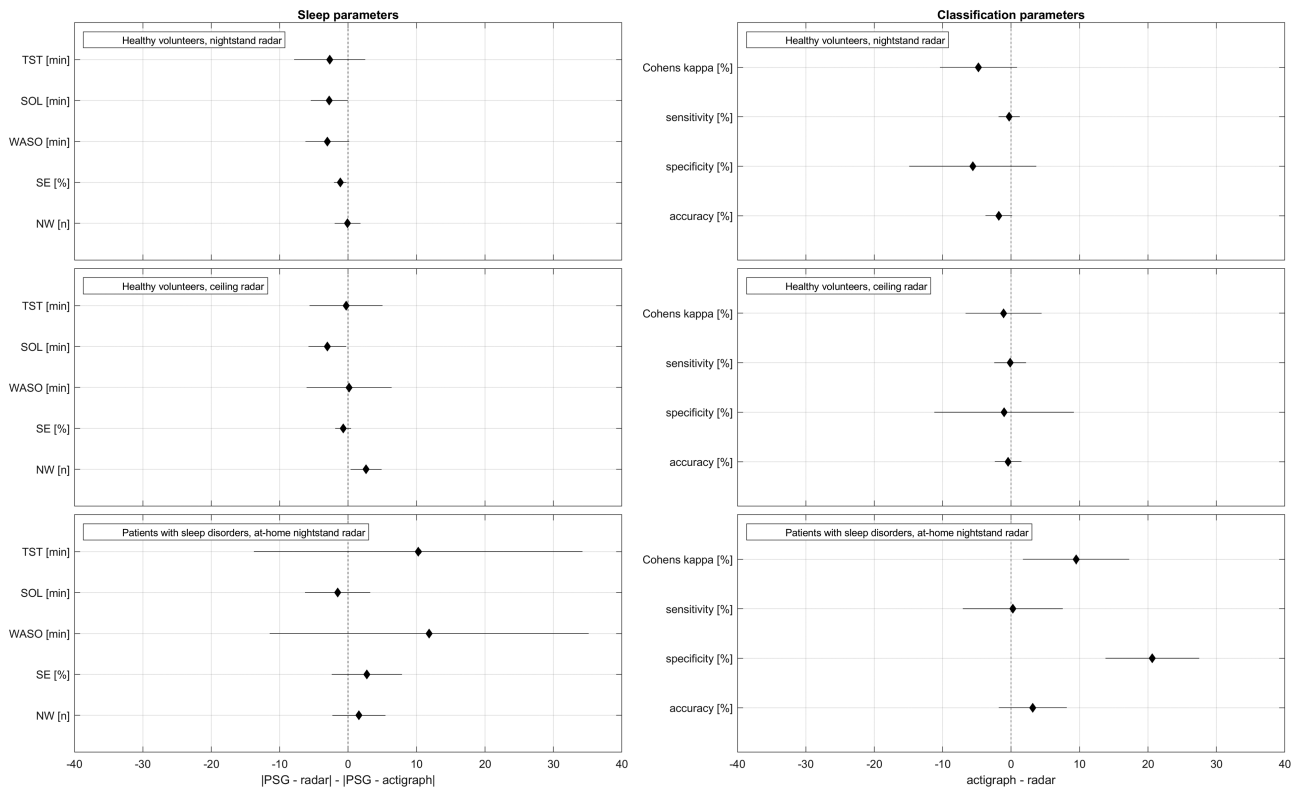 Sleep parameters
Healthy volunteers, nightstand radar
TST [min]
SOL [min]
WASO [min]
SE [%]
NW [n]
Healthy volunteers, ceiling radar
TST [min]
SOL [min]
WASO [min]
SE [%]
NW [n]
Patients with sleep disorders, at-home nightstand radar
TST [min]
SOL [min]
WASO [min]
SE [%]
NW [n]
-40 -30 -20 -10 0 10 20 30 40
|PSG - radar| - |PSG - actigraph|
Classification parameters
Healthy volunteers, nightstand radar
Cohens kappa [%]
sensitivity [%]
specificity [%]
accuracy [%]
Healthy volunteers, ceiling radar
Cohens kappa [%]
sensitivity [%]
specificity [%]
accuracy [%]
Patients with sleep disorders, at-home nightstand radar
Cohens kappa [%]
sensitivity [%]
specificity [%]
accuracy [%]
-40 -30 -20 -10 0 10 20 30 40
actigraph - radar